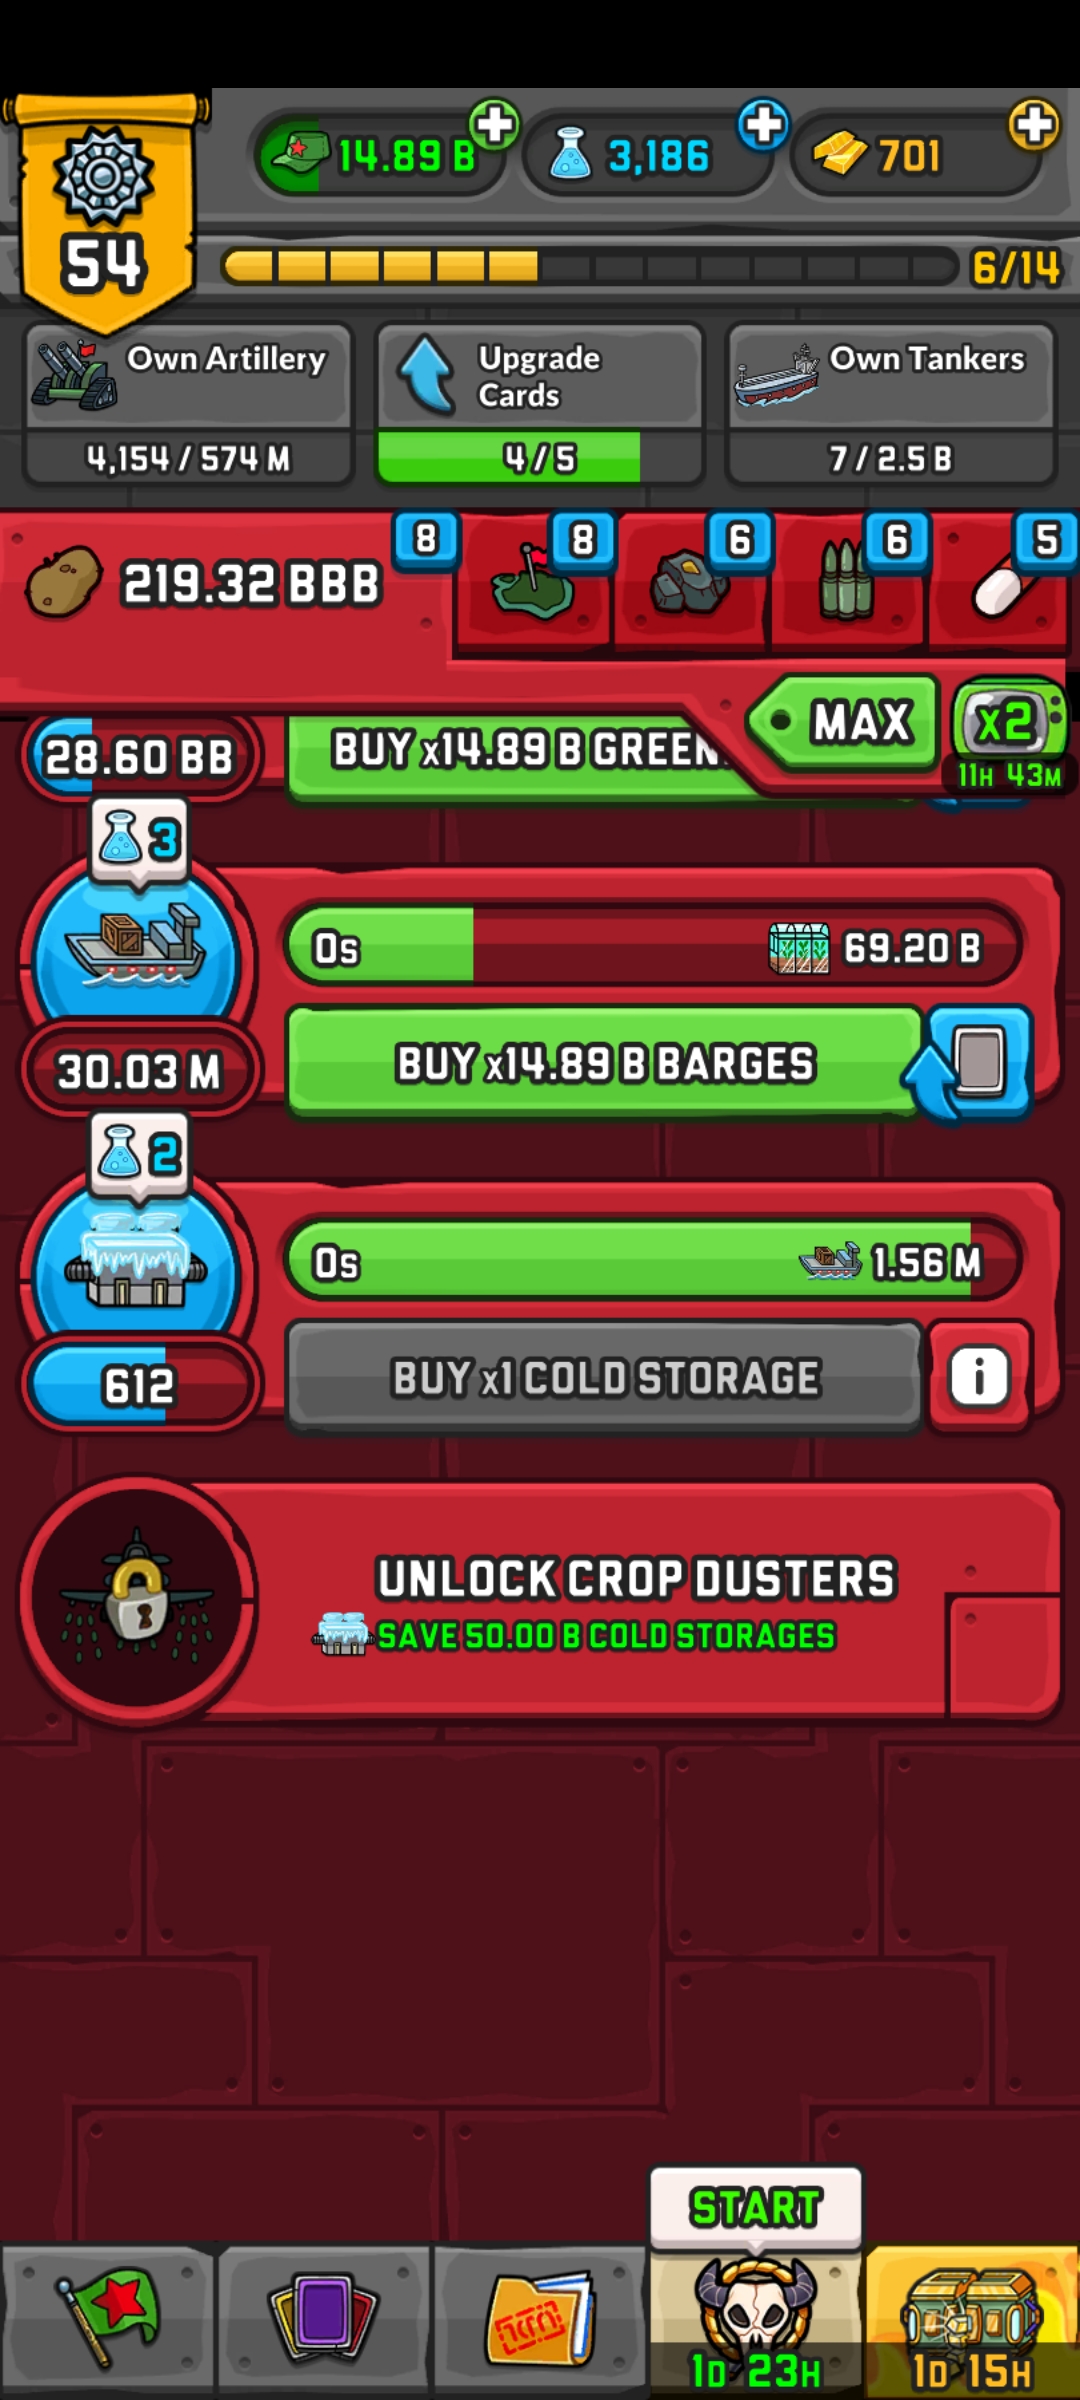 14.89 B
3,186
701
54
6/14
Own Artillery
4,154 / 574 M
Upgrade
Cards
4 / 5
Own Tankers
7 / 2.5 B
219.32 BBB
8
8
6
6
5
MAX
x2
11H 43M
28.60 BB
BUY x14.89 B GREEN
3
0s
69.20 B
BUY x14.89 B BARGES
30.03 M
2
0s
1.56 M
BUY x1 COLD STORAGE
i
612
UNLOCK CROP DUSTERS
SAVE 50.00 B COLD STORAGES
START
1D 23H
1D 15H